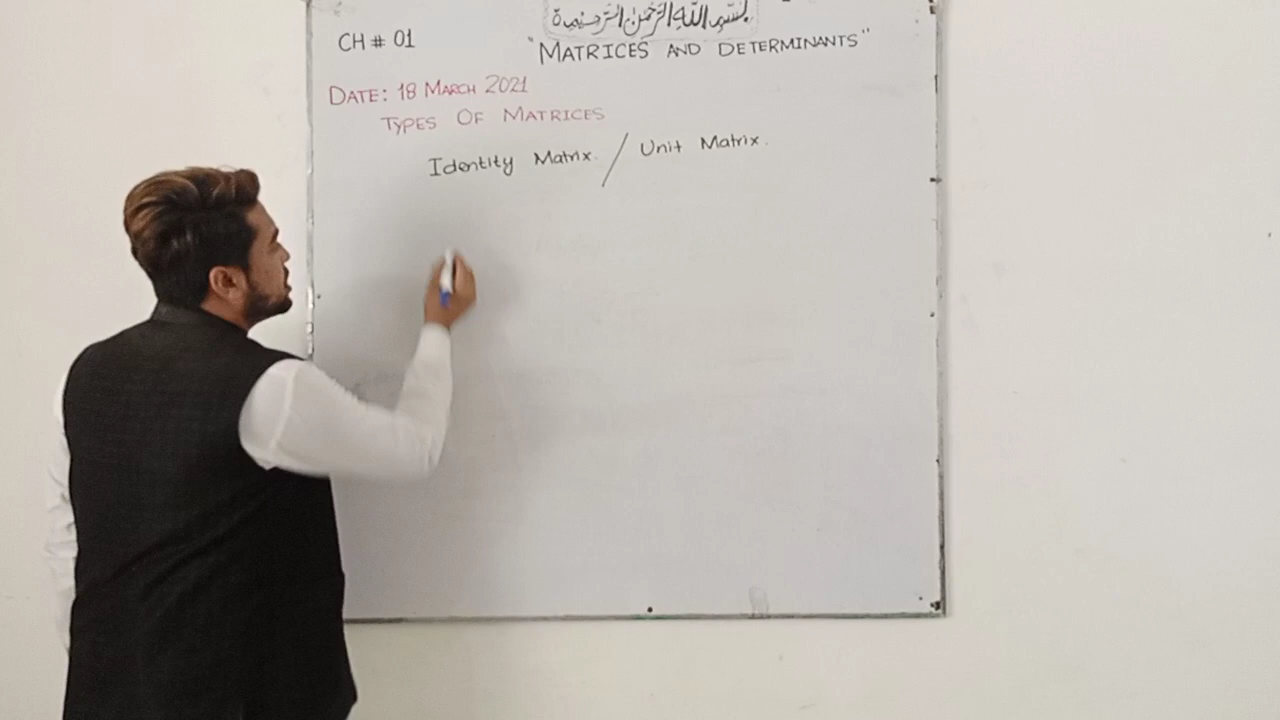 بسم الله الرحمن الرحيم
CH # 01
"MATRICES AND DETERMINANTS"
DATE: 18 MARCH 2021
TYPES OF MATRICES
Identity Matrix. / Unit Matrix.